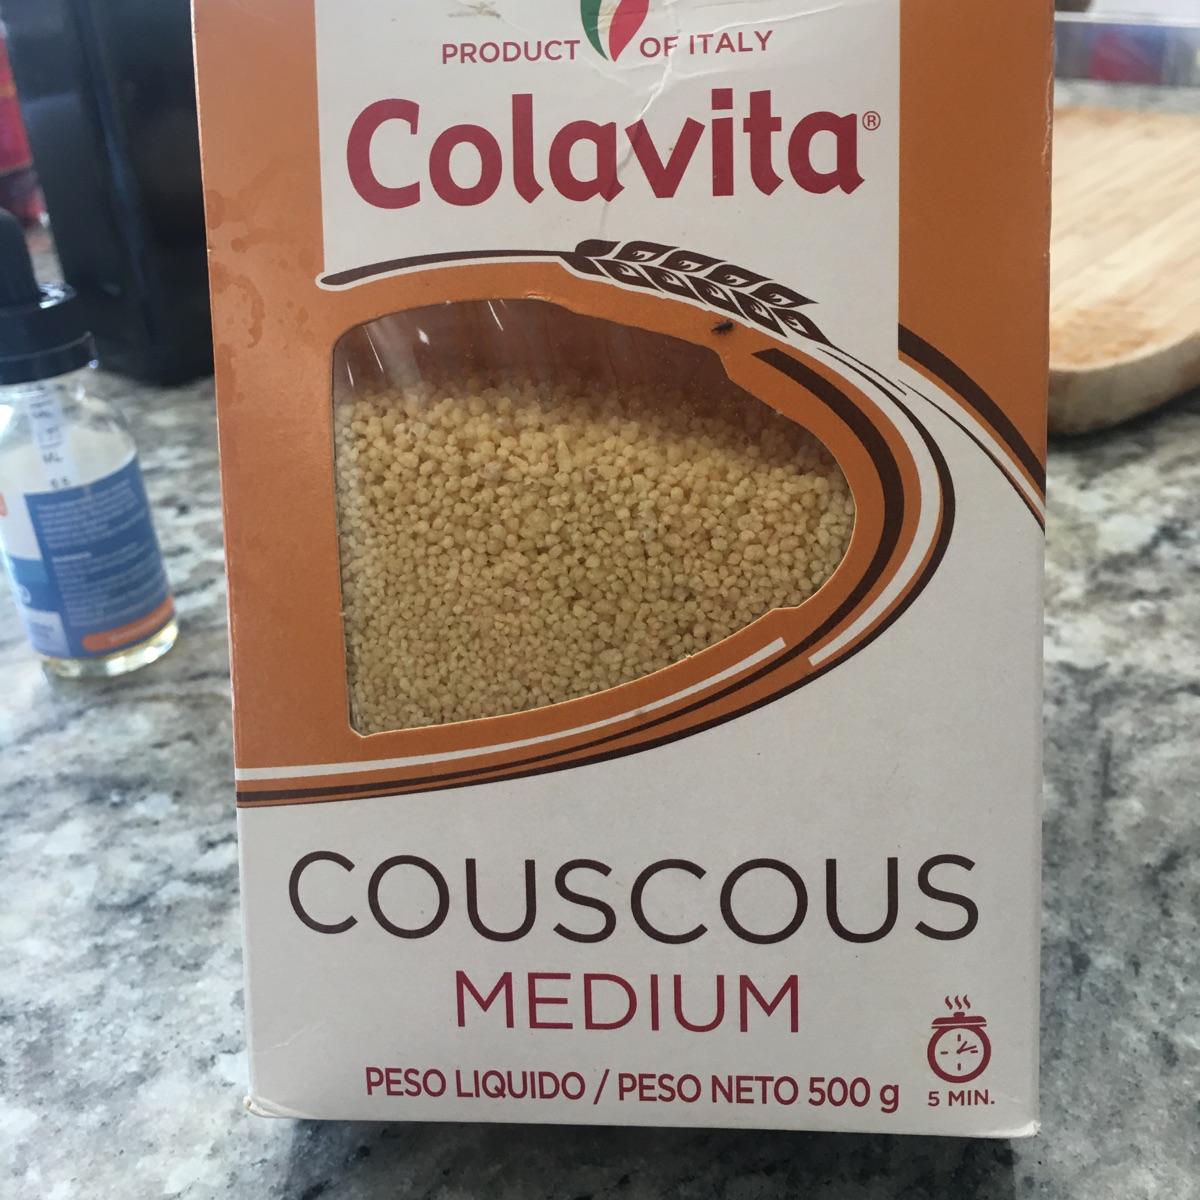 PRODUCT OF ITALY
Colavita®
COUSCOUS
MEDIUM
PESO LIQUIDO / PESO NETO 500 g
5 MIN.